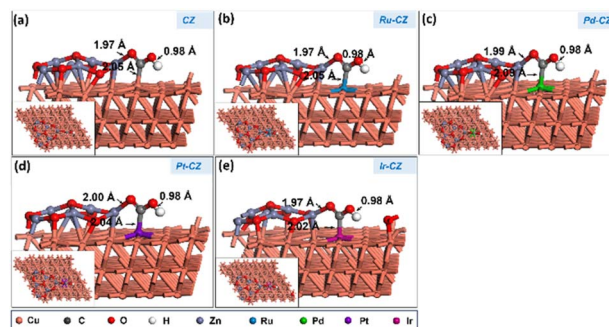 (a) CZ
1.97 Å 0.98 Å
2.05 Å
(b) Ru-CZ
1.97 Å 0.98 Å
2.05 Å
(c) Pd-CZ
1.99 Å 0.98 Å
2.09 Å
(d) Pt-CZ
2.00 Å 0.98 Å
2.04 Å
(e) Ir-CZ
1.97 Å 0.98 Å
2.02 Å
Cu C O H Zn Ru Pd Pt Ir